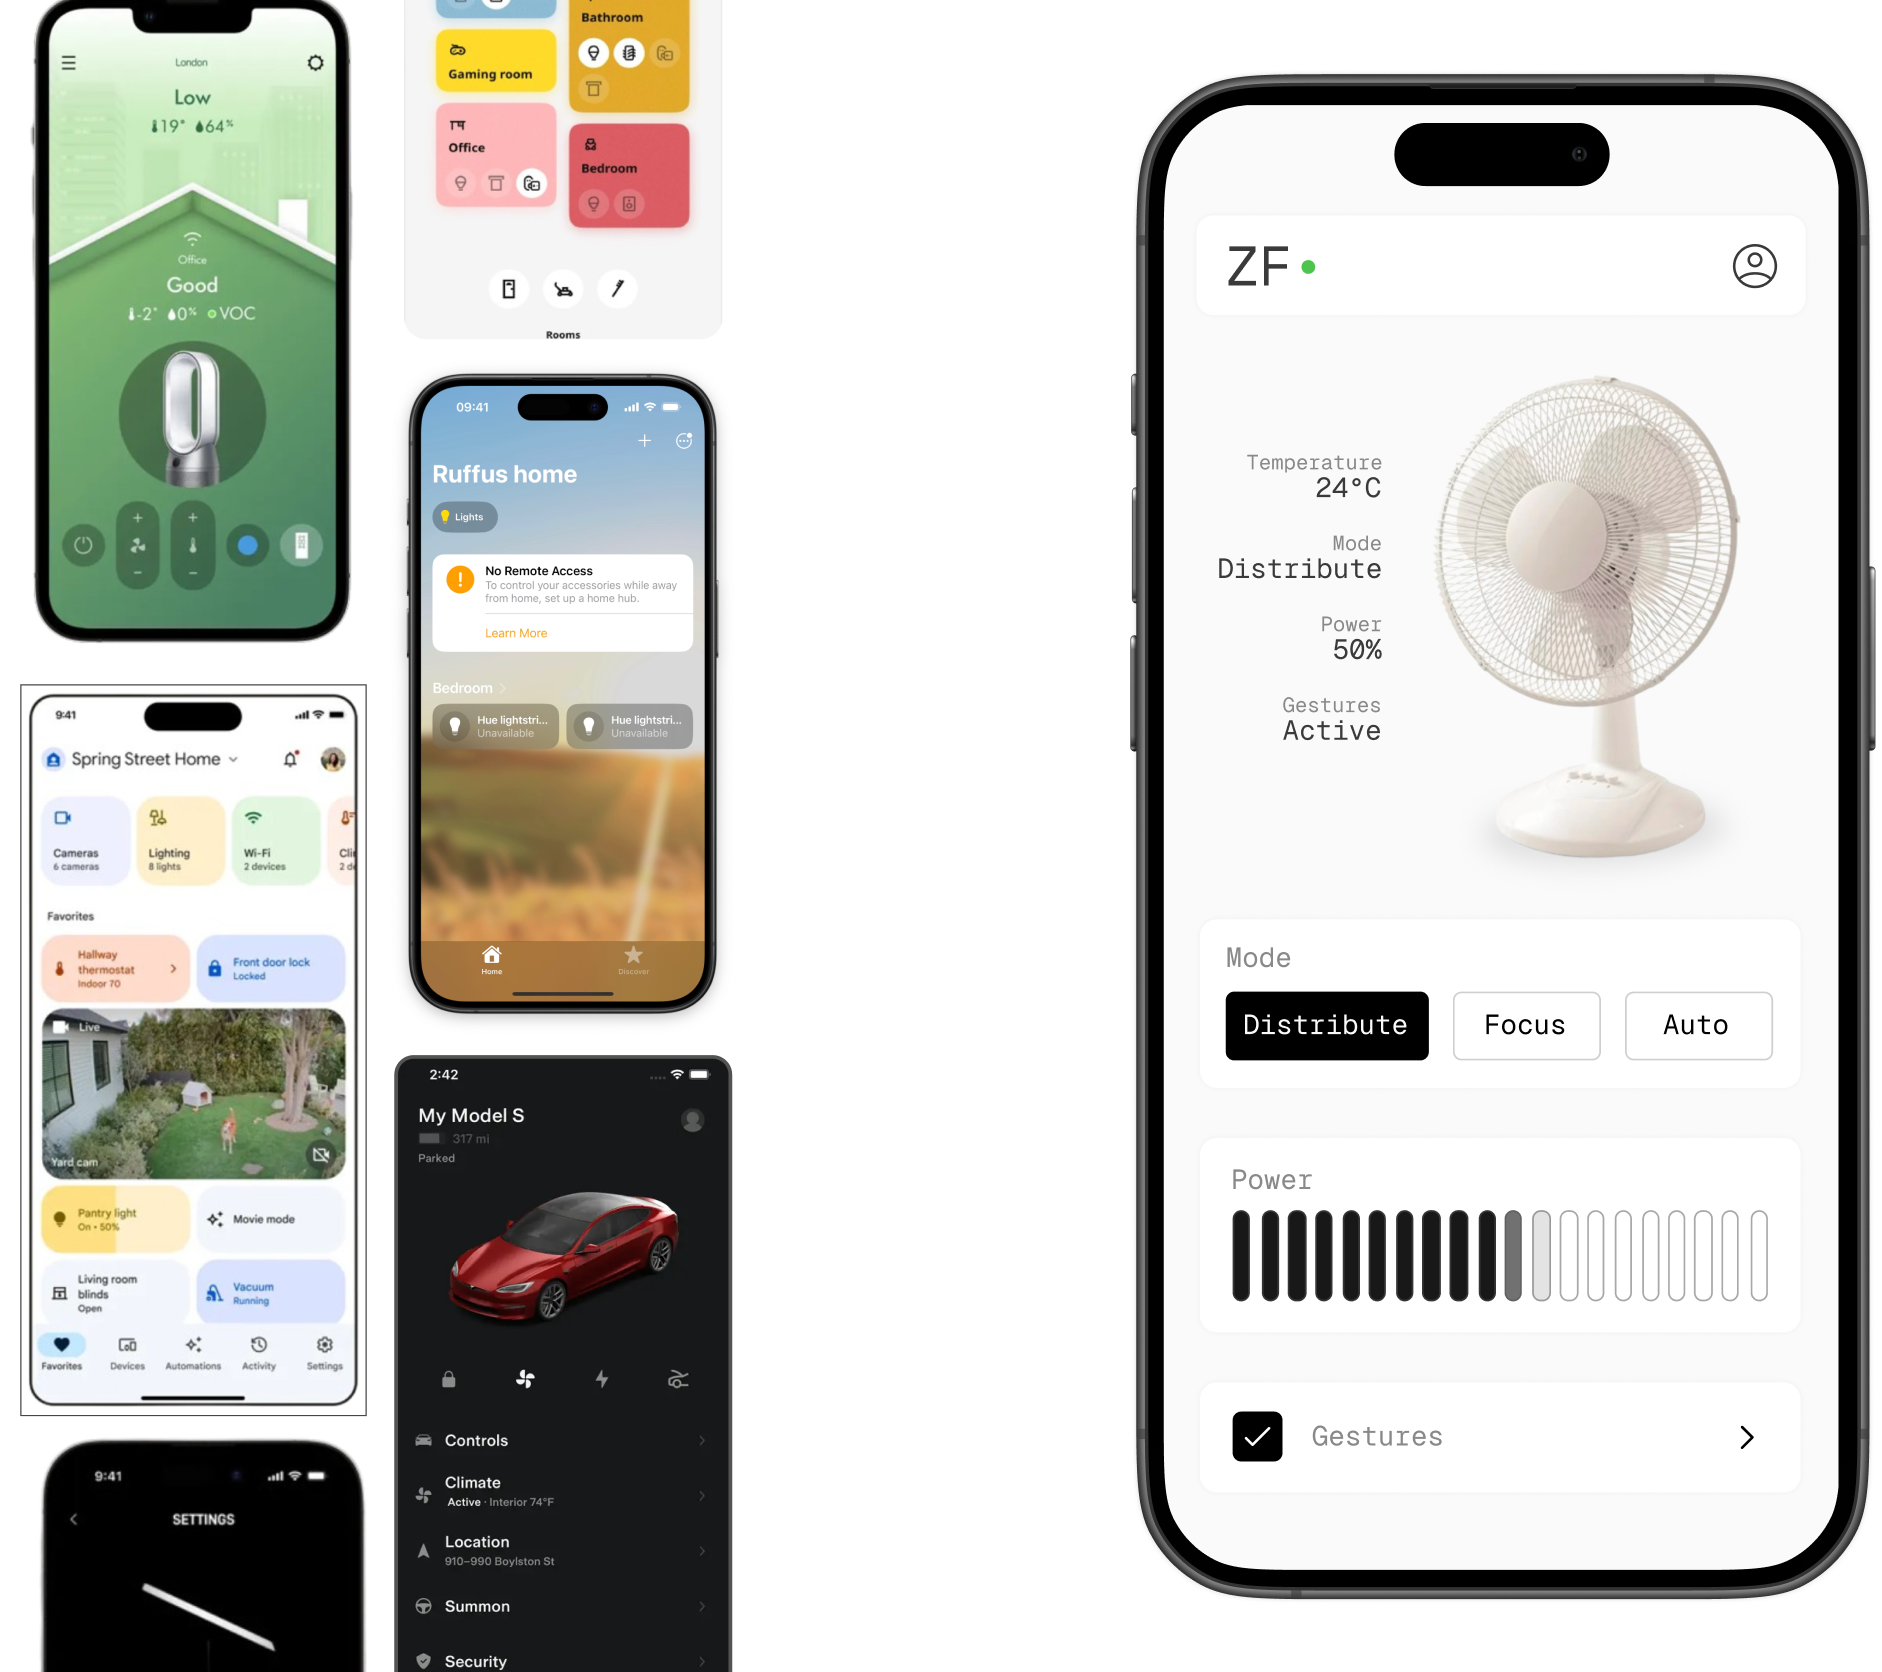 London
Low
19° 64%
Office
Good
-2° 0% VOC
9:41
Spring Street Home
Cameras
6 cameras
Lighting
8 lights
Wi-Fi
2 devices
Cli
2 de
Favorites
Hallway
thermostat
Indoor 70
Front door lock
Locked
Live
Yard cam
Pantry light
On • 50%
Movie mode
Living room
blinds
Open
Vacuum
Running
Favorites
Devices
Automations
Activity
Settings
9:41
SETTINGS
Bathroom
Gaming room
Office
Bedroom
Rooms
09:41
Ruffus home
Lights
No Remote Access
To control your accessories while away
from home, set up a home hub.
Learn More
Bedroom
Hue lightstri...
Unavailable
Hue lightstri...
Unavailable
Home
Discover
2:42
My Model S
317 mi
Parked
Controls
Climate
Active · Interior 74°F
Location
910–990 Boylston St
Summon
Security
ZF
Temperature
24°C
Mode
Distribute
Power
50%
Gestures
Active
Mode
Distribute
Focus
Auto
Power
Gestures